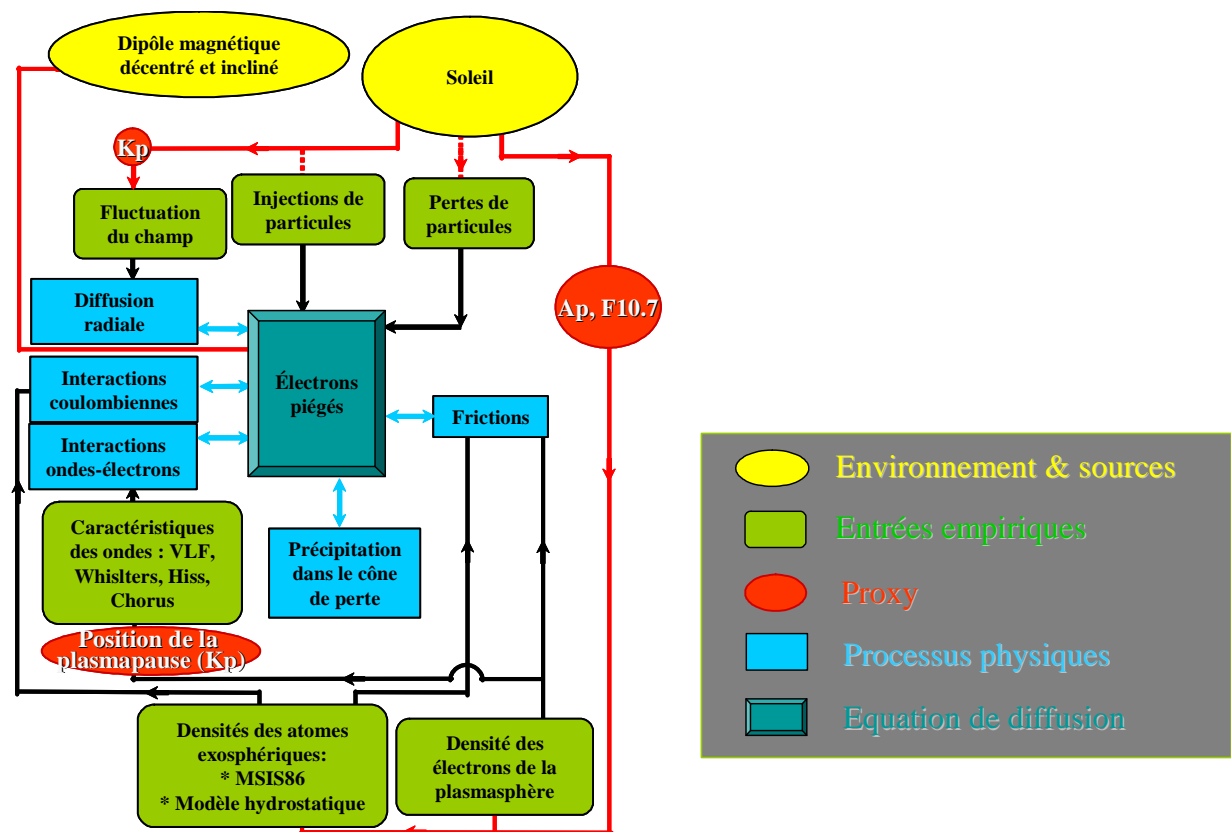 Dipôle magnétique
décentré et incliné
Soleil
Kp
Fluctuation
du champ
Injections de
particules
Pertes de
particules
Diffusion
radiale
Ap, F10.7
Interactions
coulombiennes
Électrons
piégés
Frictions
Interactions
ondes-électrons
Caractéristiques
des ondes : VLF,
Whislters, Hiss,
Chorus
Précipitation
dans le cône
de perte
Position de la
plasmapause (Kp)
Densités des atomes
exosphériques:
* MSIS86
* Modèle hydrostatique
Densité des
électrons de la
plasmasphère
Environnement & sources
Entrées empiriques
Proxy
Processus physiques
Equation de diffusion